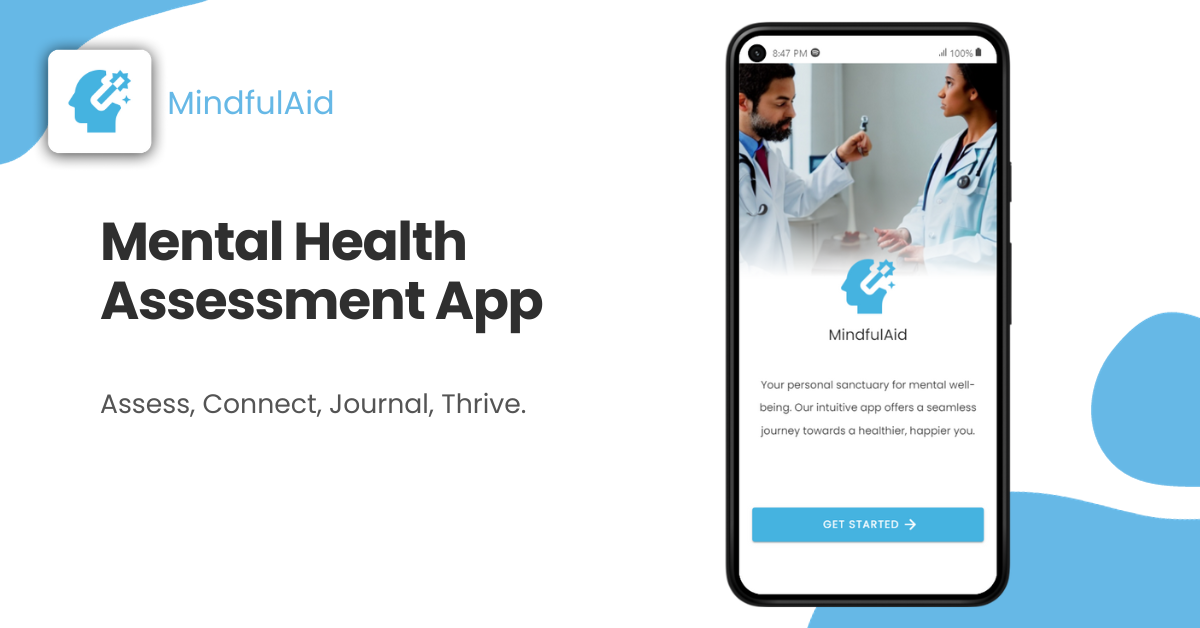 MindfulAid
Mental Health
Assessment App
Assess, Connect, Journal, Thrive.
8:47 PM
100%
MindfulAid
Your personal sanctuary for mental well-
being. Our intuitive app offers a seamless
journey towards a healthier, happier you.
GET STARTED →